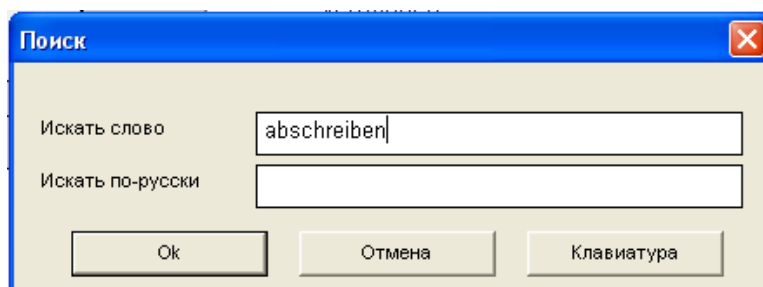 Поиск
Искать слово abschreiben
Искать по-русски
Ok Отмена Клавиатура